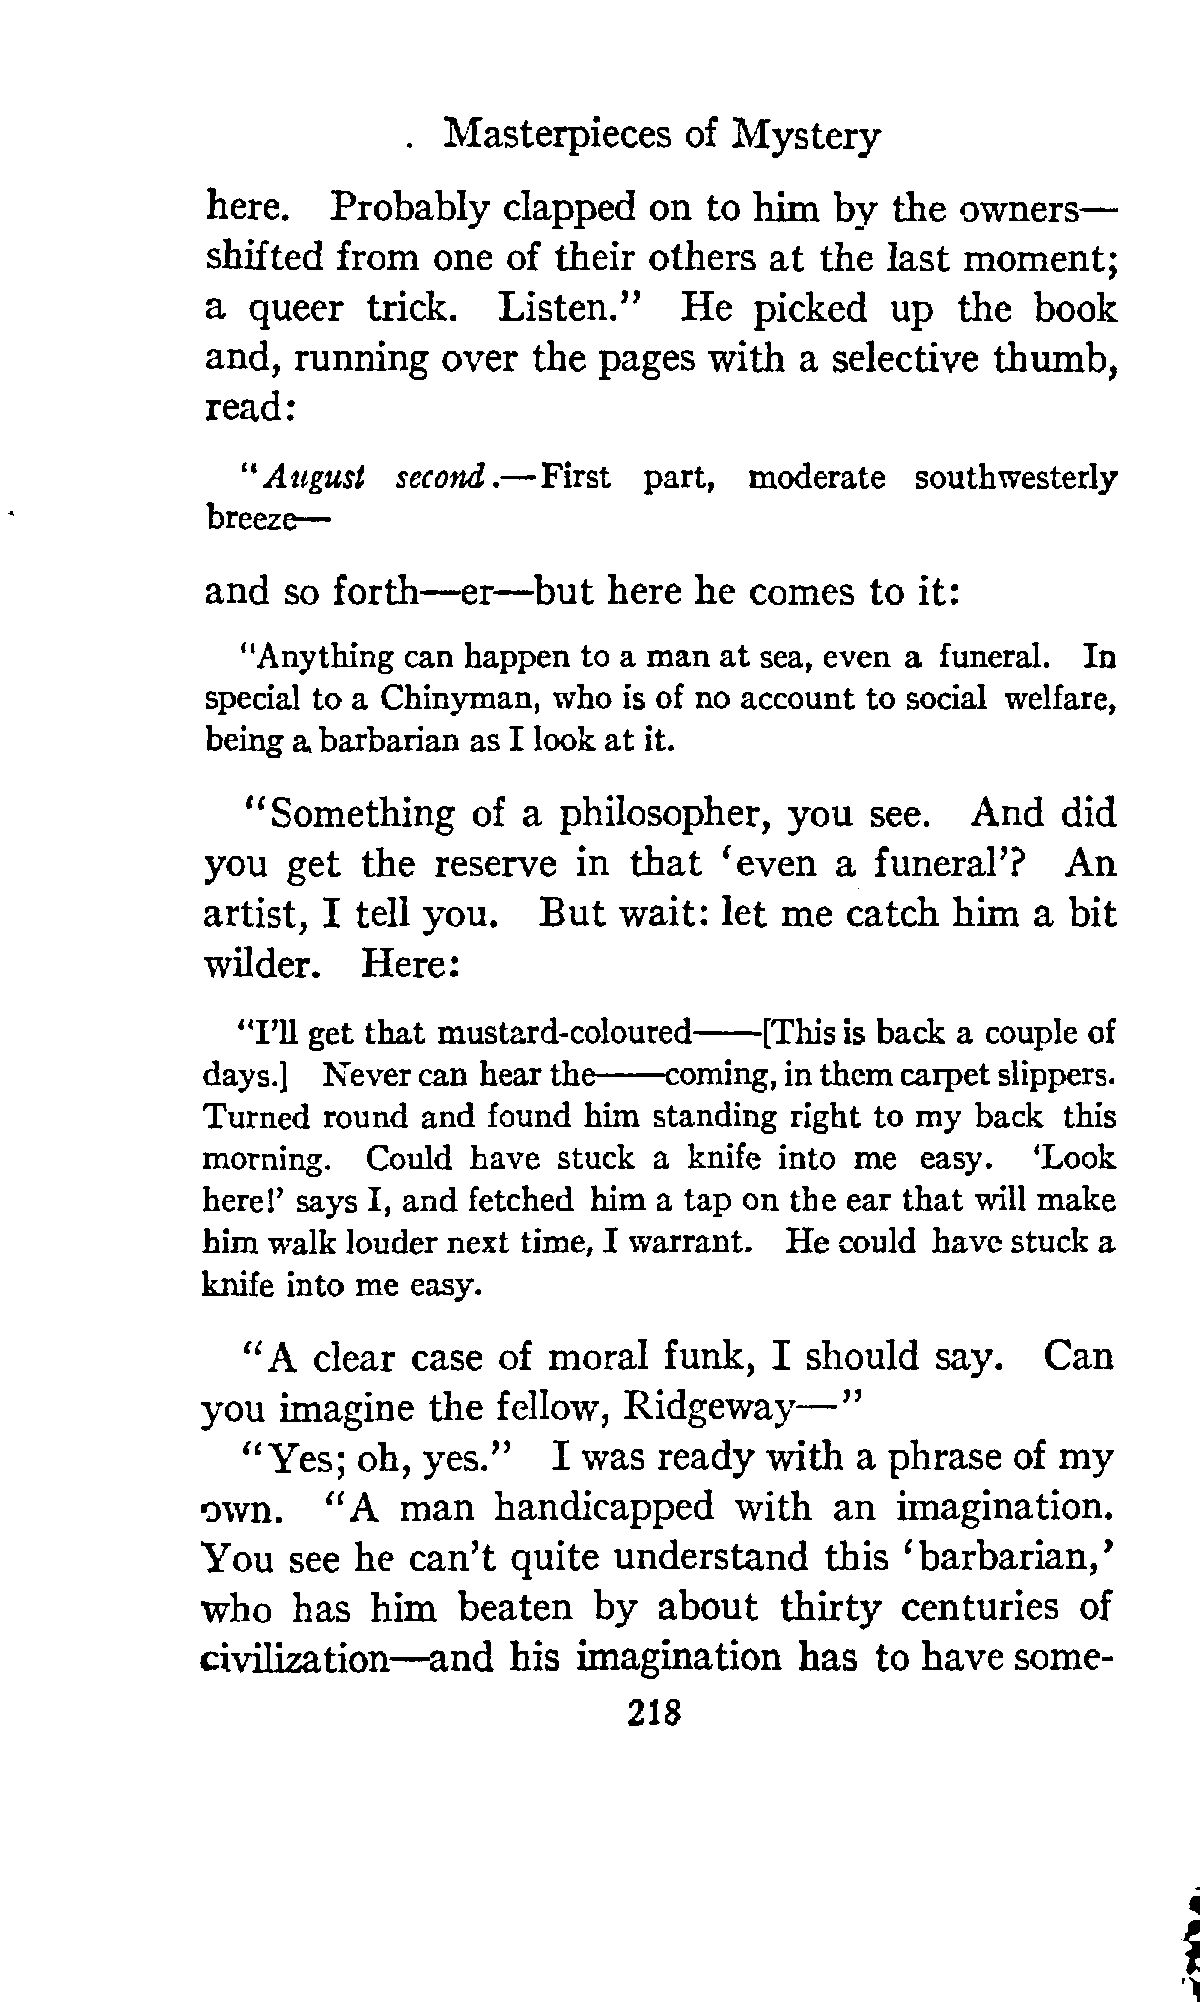 Masterpieces of Mystery
here. Probably clapped on to him by the owners—
shifted from one of their others at the last moment;
a queer trick. Listen.” He picked up the book
and, running over the pages with a selective thumb,
read:
“August second.—First part, moderate southwesterly
breeze—
and so forth—er—but here he comes to it:
“Anything can happen to a man at sea, even a funeral. In
special to a Chinyman, who is of no account to social welfare,
being a barbarian as I look at it.
“Something of a philosopher, you see. And did
you get the reserve in that ‘even a funeral’? An
artist, I tell you. But wait: let me catch him a bit
wilder. Here:
“I’ll get that mustard-coloured——[This is back a couple of
days.] Never can hear the——coming, in them carpet slippers.
Turned round and found him standing right to my back this
morning. Could have stuck a knife into me easy. ‘Look
here!’ says I, and fetched him a tap on the ear that will make
him walk louder next time, I warrant. He could have stuck a
knife into me easy.
“A clear case of moral funk, I should say. Can
you imagine the fellow, Ridgeway—”
“Yes; oh, yes.” I was ready with a phrase of my
own. “A man handicapped with an imagination.
You see he can’t quite understand this ‘barbarian,’
who has him beaten by about thirty centuries of
civilization—and his imagination has to have some-
218